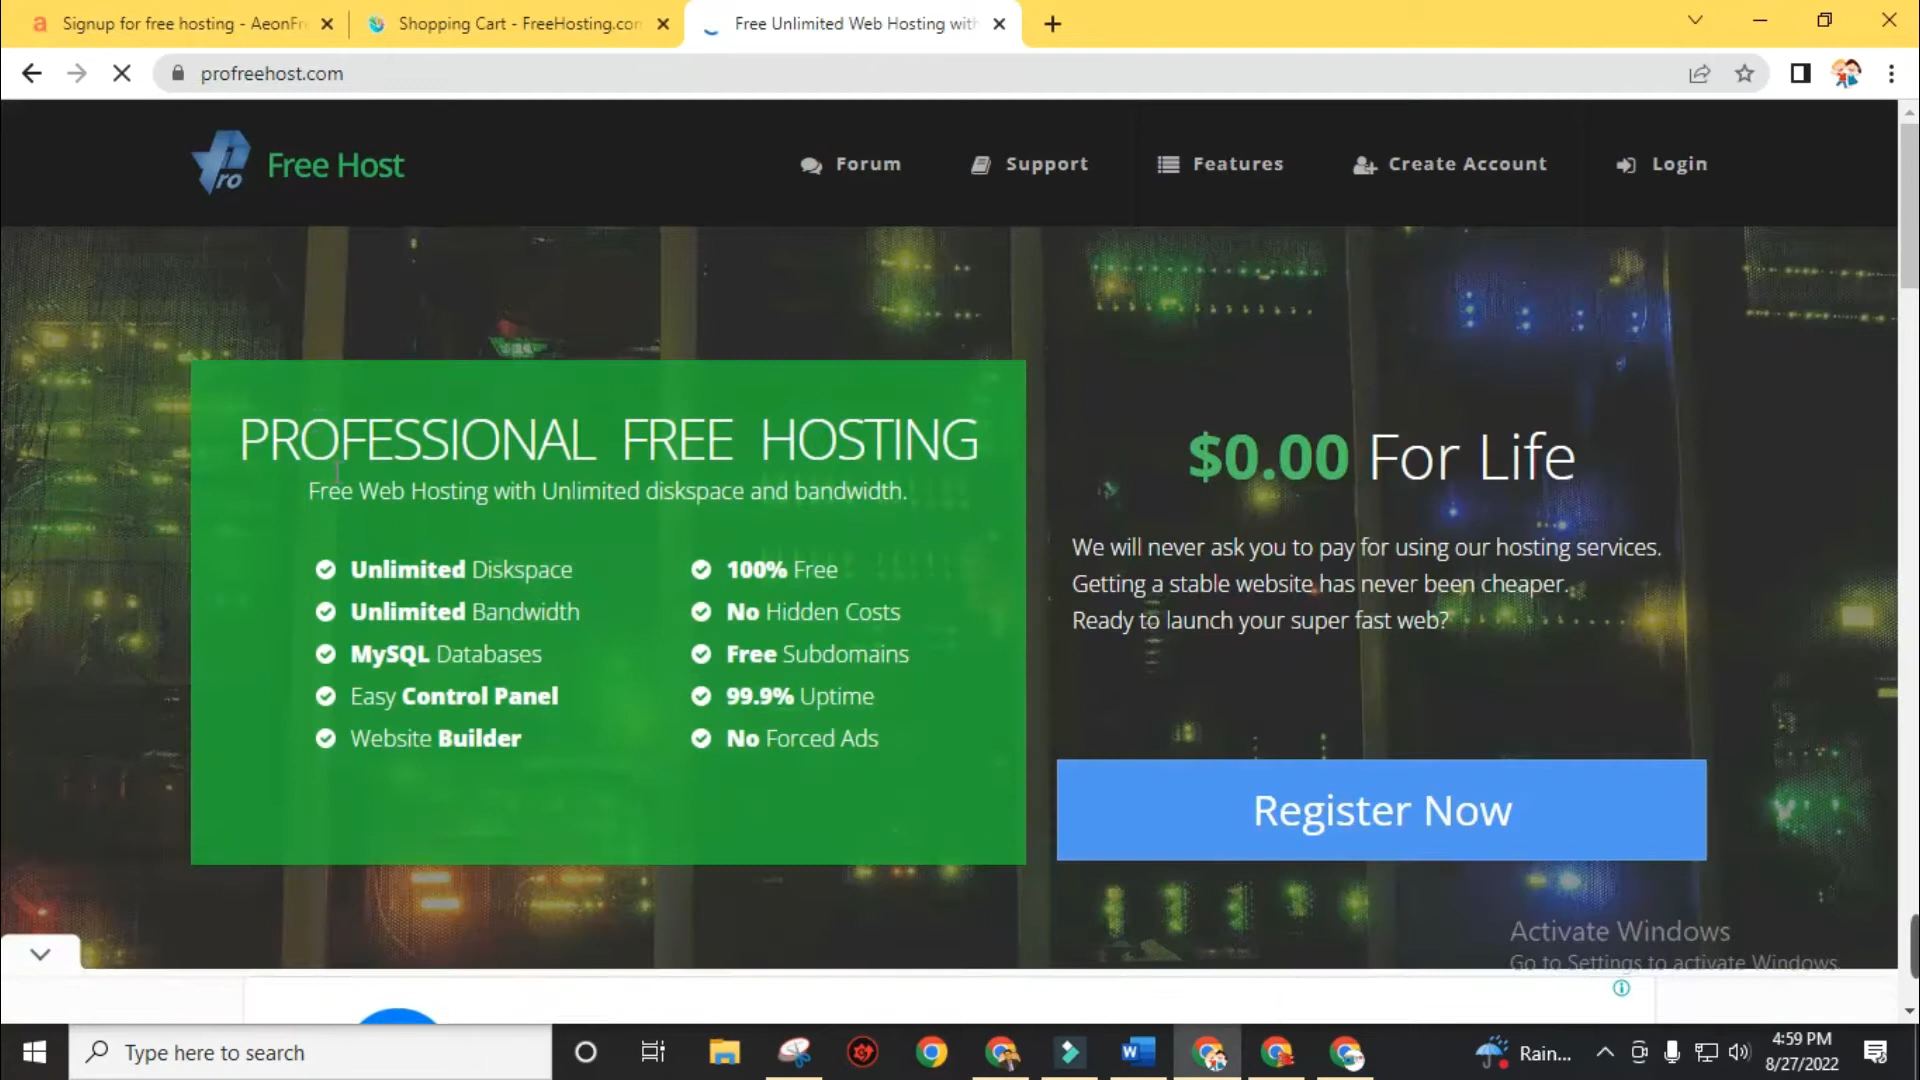 Signup for free hosting - AeonFr
Shopping Cart - FreeHosting.com
Free Unlimited Web Hosting with
profreehost.com
Pro Free Host
Forum
Support
Features
Create Account
Login
PROFESSIONAL FREE HOSTING
Free Web Hosting with Unlimited diskspace and bandwidth.
Unlimited Diskspace
Unlimited Bandwidth
MySQL Databases
Easy Control Panel
Website Builder
100% Free
No Hidden Costs
Free Subdomains
99.9% Uptime
No Forced Ads
$0.00 For Life
We will never ask you to pay for using our hosting services.
Getting a stable website has never been cheaper.
Ready to launch your super fast web?
Register Now
Activate Windows
Go to Settings to activate Windows.
Type here to search
Rain...
4:59 PM
8/27/2022